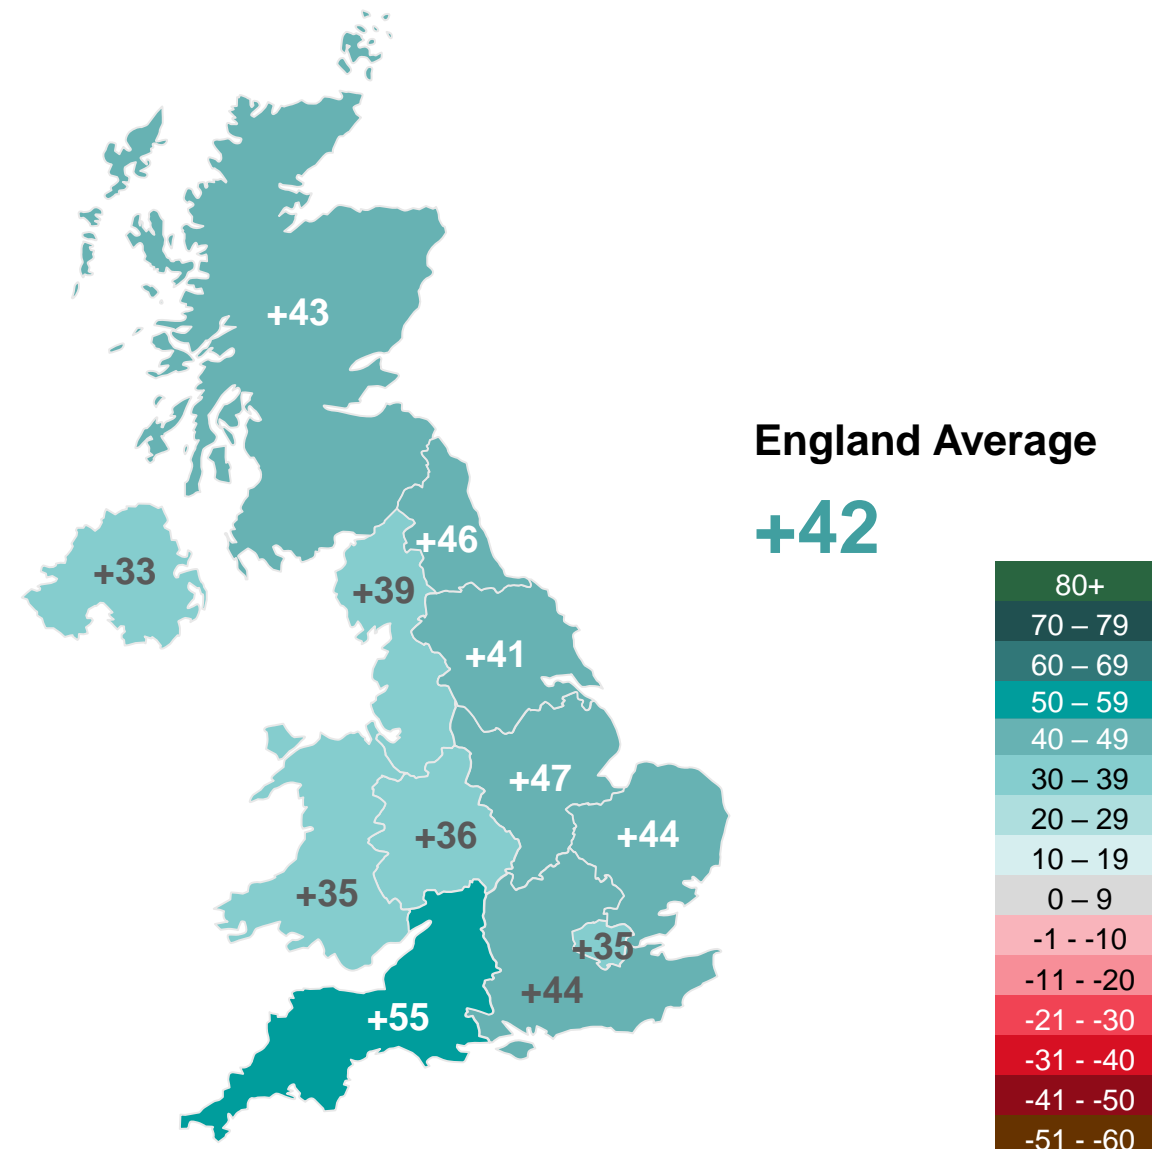 +43
England Average
+42
+46
+33
+39
+41
+47
+44
+36
+35
+35
+44
+55
80+
70 – 79
60 – 69
50 – 59
40 – 49
30 – 39
20 – 29
10 – 19
0 – 9
-1 - -10
-11 - -20
-21 - -30
-31 - -40
-41 - -50
-51 - -60